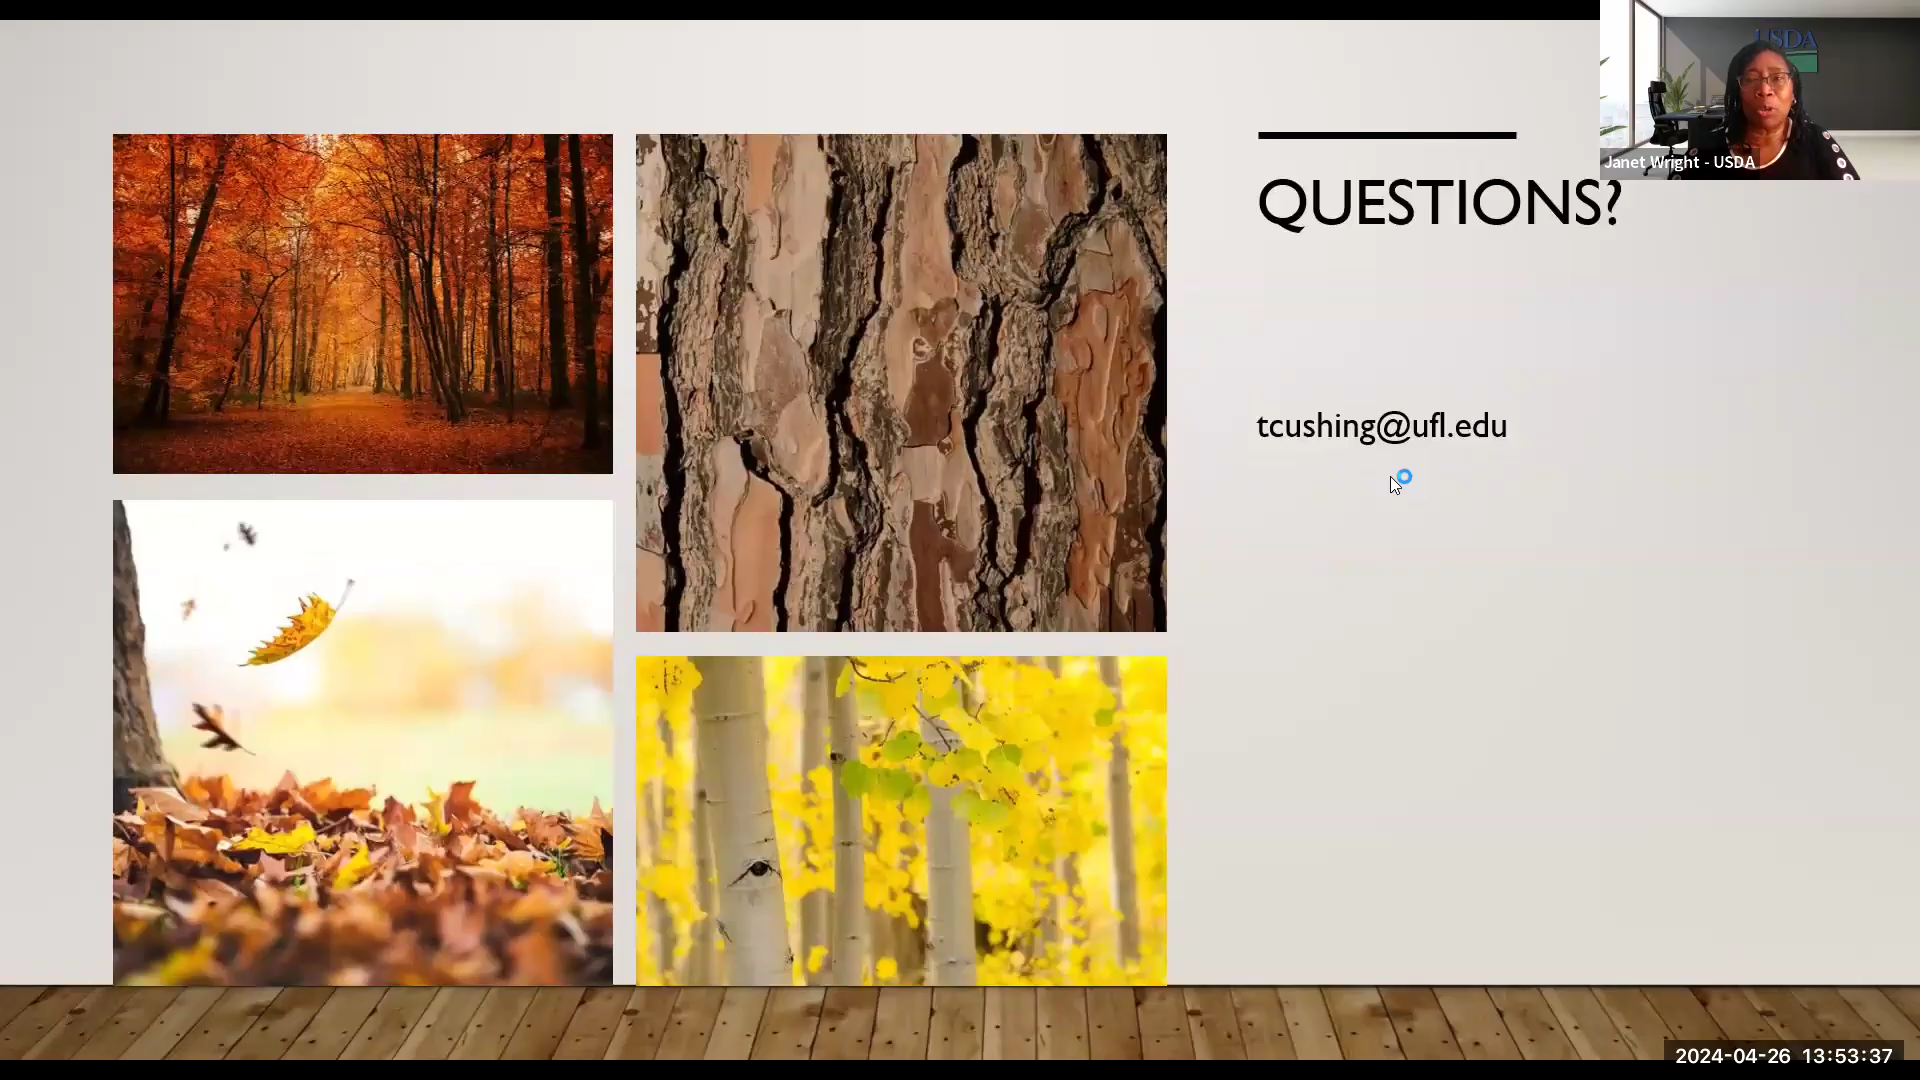 USDA
Janet Wright - USDA
QUESTIONS?
tcushing@ufl.edu
2024-04-26 13:53:37